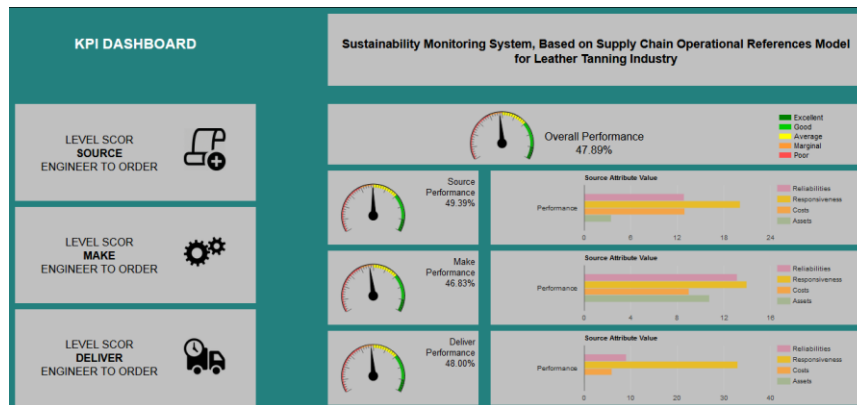 KPI DASHBOARD
Sustainability Monitoring System, Based on Supply Chain Operational References Model
for Leather Tanning Industry
LEVEL SCOR
SOURCE
ENGINEER TO ORDER
LEVEL SCOR
MAKE
ENGINEER TO ORDER
LEVEL SCOR
DELIVER
ENGINEER TO ORDER
Overall Performance
47.89%
Excellent
Good
Average
Marginal
Poor
Source
Performance
49.39%
Source Attribute Value
Performance
Reliabilities
Responsiveness
Costs
Assets
0 6 12 18 24
Make
Performance
46.83%
Source Attribute Value
Performance
Reliabilities
Responsiveness
Costs
Assets
0 4 8 12 16
Deliver
Performance
48.00%
Source Attribute Value
Performance
Reliabilities
Responsiveness
Costs
Assets
0 10 20 30 40